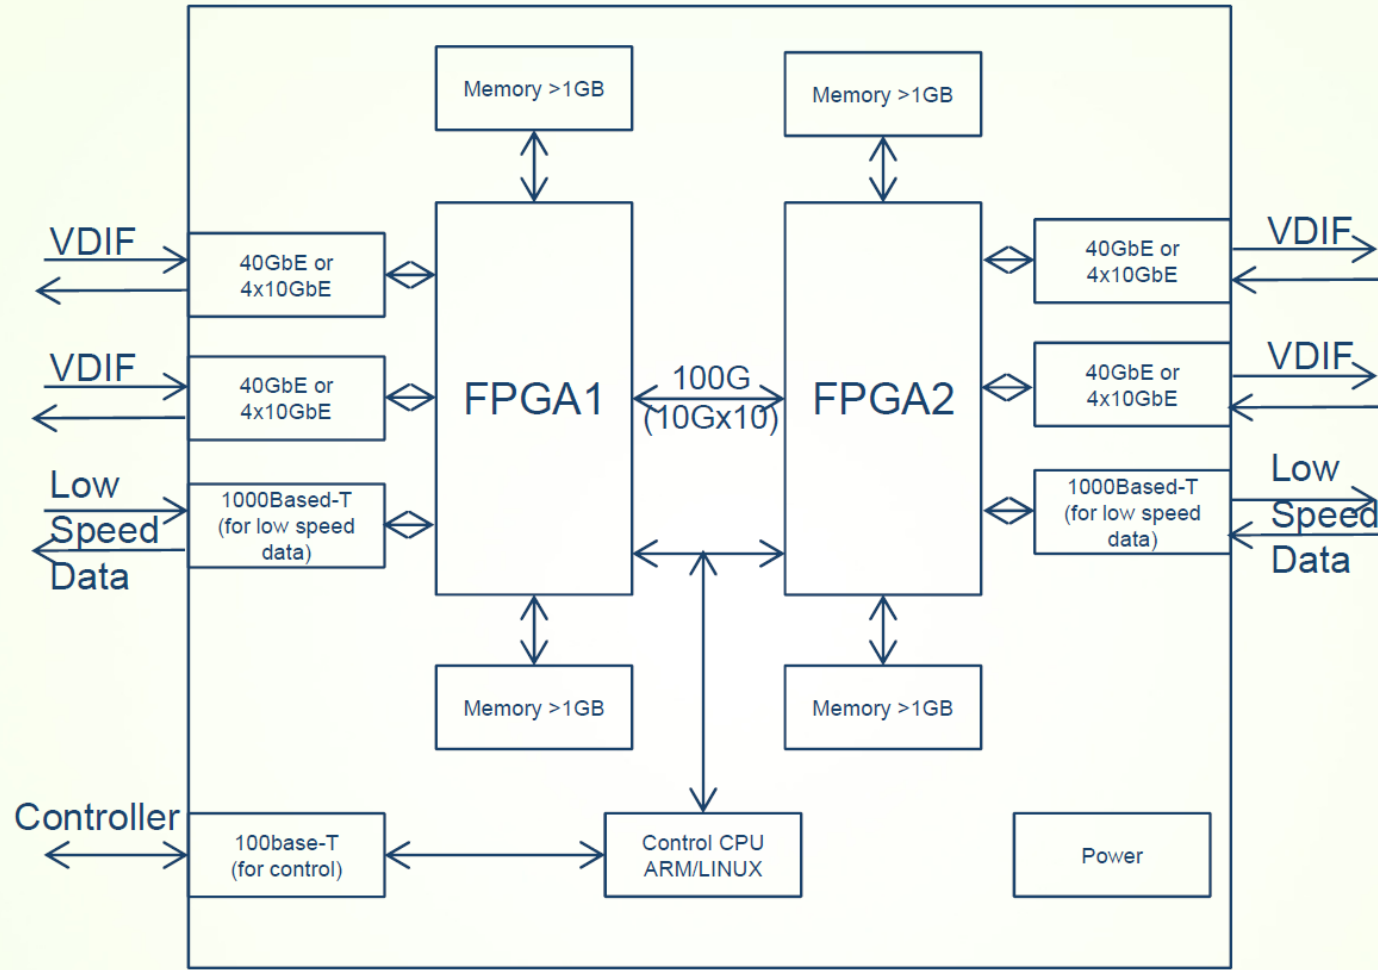 Memory >1GB
Memory >1GB
VDIF
40GbE or
4x10GbE
40GbE or
4x10GbE
VDIF
VDIF
40GbE or
4x10GbE
FPGA1
100G
(10Gx10)
FPGA2
40GbE or
4x10GbE
VDIF
Low
Speed
Data
1000Based-T
(for low speed
data)
1000Based-T
(for low speed
data)
Low
Speed
Data
Memory >1GB
Memory >1GB
Controller
100base-T
(for control)
Control CPU
ARM/LINUX
Power